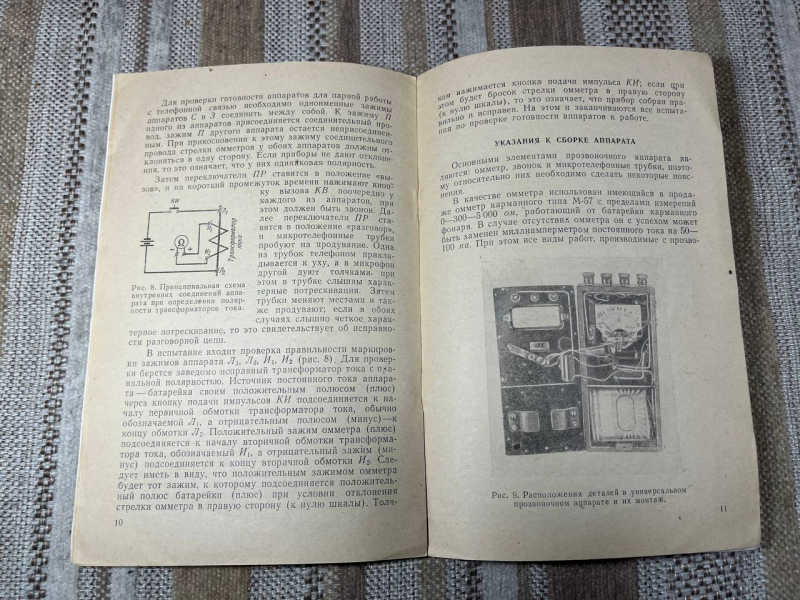 Для проверки готовности аппаратов для парной работы
с телефонной связью необходимо одноименные зажимы
аппаратов С и З соединить между собой. К зажиму П
одного из аппаратов присоединяется соединительный про-
вод, зажим П другого аппарата остается неприсоединен-
ным. При прикосновении к этому зажиму соединительного
провода стрелки омметров у обоих аппаратов должны от-
клониться в одну сторону. Если приборы не дают отклоне-
ния, то это означает, что у них одинаковая полярность.
Затем переключатели ПР ставится в положение «вы-
зов», и на короткий промежуток времени нажимают кноп-
ку вызова КВ поочередно у
каждого из аппаратов, при
этом должен быть звонок. Да-
лее переключатели ПР ста-
вятся в положение «разговор»,
и микротелефонные трубки
пробуют на продувание. Одна
из трубок телефоном прикла-
дывается к уху, а в микрофон
другой дуют толчками, при
этом в трубке слышны харак-
терные потрескивания. Затем
трубки меняют местами и так-
же продувают; если в обоих
случаях слышно четкое харак-
КИ
Трансформатор
тока
Рис. 8. Принципиальная схема
внутренних соединений аппа-
рата при определении поляр-
ности трансформаторов тока.
терное потрескивание, то это свидетельствует об исправно-
сти разговорной цепи.
В испытание входит проверка правильности маркиров-
ки зажимов аппарата Л₁, Л₂, И₁, И₂ (рис. 8). Для провер-
ки берется заведомо исправный трансформатор тока с пра-
вильной полярностью. Источник постоянного тока аппара-
та — батарейка своим положительным полюсом (плюс)
через кнопку подачи импульсов КИ подсоединяется к на-
чалу первичной обмотки трансформатора тока, обычно
обозначаемой Л₁, а отрицательным полюсом (минус) — к
концу обмотки Л₂. Положительный зажим омметра (плюс)
подсоединяется к началу вторичной обмотки трансформа-
тора тока, обозначаемый И₁, а отрицательный зажим (ми-
нус) подсоединяется к концу вторичной обмотки И₂. Сле-
дует иметь в виду, что положительным зажимом омметра
будет тот зажим, к которому подсоединяется положитель-
ный полюс батарейки (плюс) при условии отклонения
стрелки омметра в правую сторону (к нулю шкалы). Толч-
10
ком нажимается кнопка подачи импульса КИ; если при
этом будет бросок стрелки омметра в правую сторону
(к нулю шкалы), то это означает, что прибор собран пра-
вильно и исправен. На этом и заканчиваются все испыта-
ния по проверке готовности аппарата к работе.
УКАЗАНИЯ К СБОРКЕ АППАРАТА
Основными элементами прозвоночного аппарата яв-
ляются: омметр, звонок и микротелефонные трубки, поэто-
му относительно них необходимо сделать некоторые пояс-
нения.
В качестве омметра использован имеющийся в прода-
же омметр карманного типа М-57 с пределами измерений
0—300—5 000 ом, работающий от батарейки карманного
фонаря. В случае отсутствия омметра он с успехом может
быть заменен миллиамперметром постоянного тока на 50—
100 ма. При этом все виды работ, производимые с прозво-
Рис. 9. Расположение деталей в универсальном
прозвоночном аппарате и их монтаж.
11